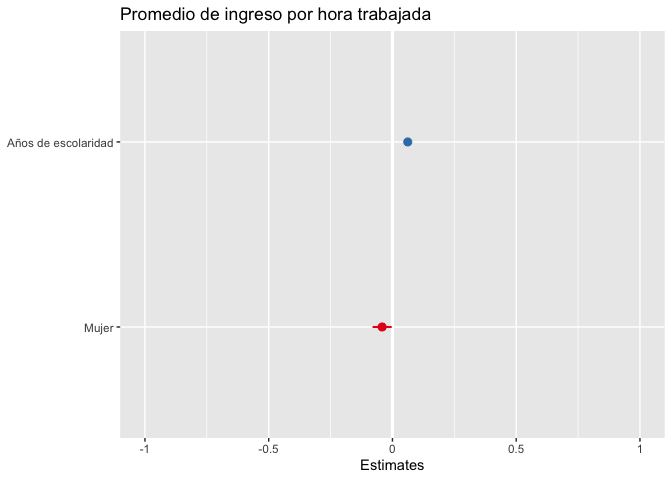 Promedio de ingreso por hora trabajada
Años de escolaridad
Mujer
-1 -0.5 0 0.5 1
Estimates